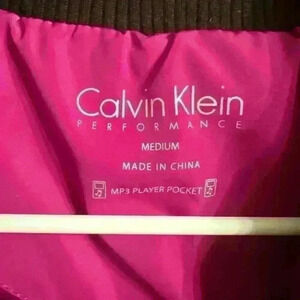 Calvin Klein
PERFORMANCE
MEDIUM
MADE IN CHINA
MP3 PLAYER POCKET